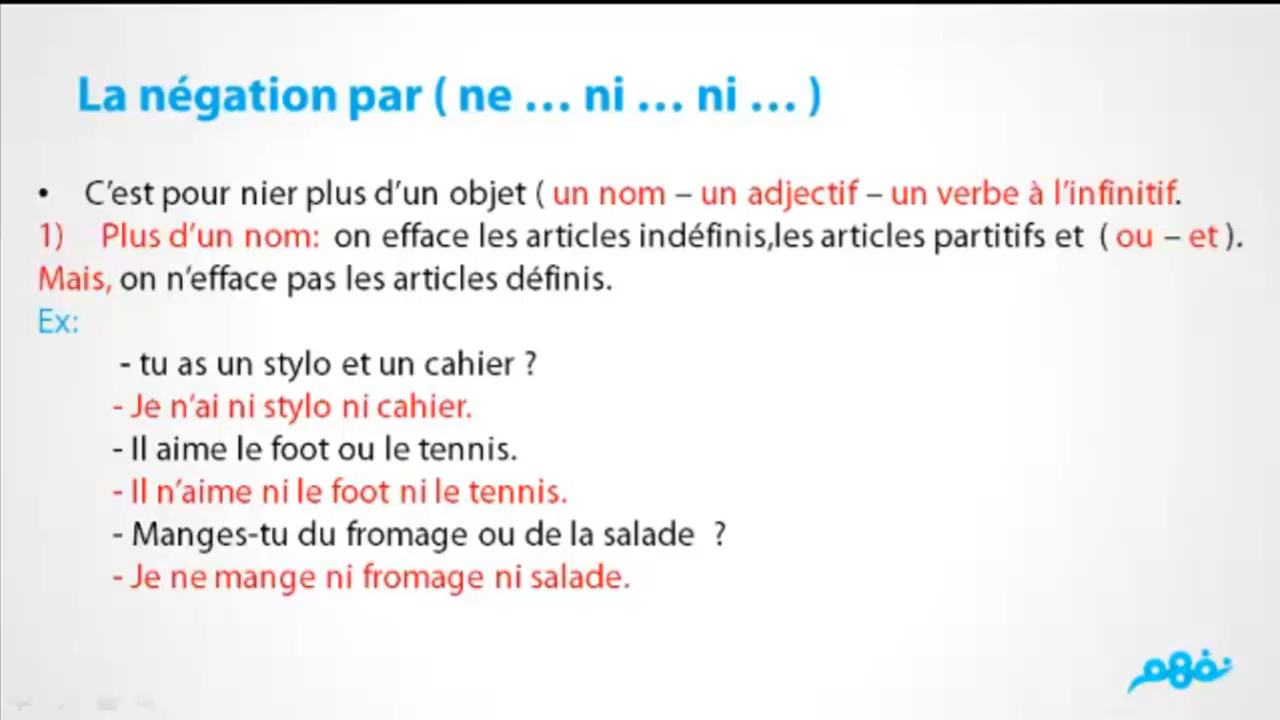 La négation par ( ne … ni … ni … )
• C’est pour nier plus d’un objet ( un nom – un adjectif – un verbe à l’infinitif.
1) Plus d’un nom: on efface les articles indéfinis,les articles partitifs et ( ou – et ).
Mais, on n’efface pas les articles définis.
Ex:
- tu as un stylo et un cahier ?
- Je n’ai ni stylo ni cahier.
- Il aime le foot ou le tennis.
- Il n’aime ni le foot ni le tennis.
- Manges-tu du fromage ou de la salade ?
- Je ne mange ni fromage ni salade.
نفهم